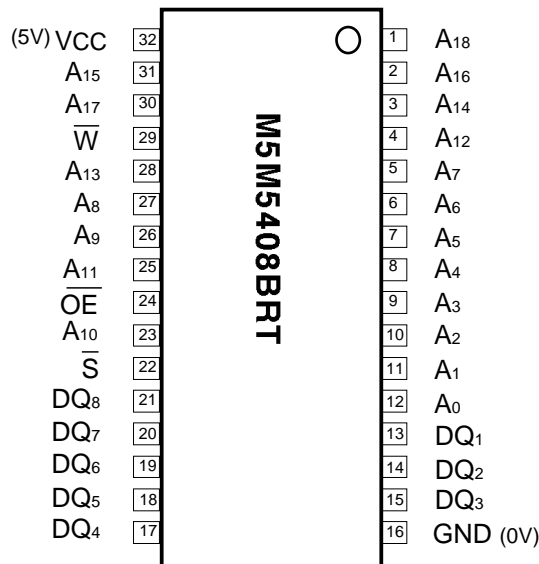 (5V) VCC 32 1 A18
A15 31 2 A16
A17 30 3 A14
W̅ 29 4 A12
A13 28 5 A7
A8 27 6 A6
A9 26 7 A5
A11 25 8 A4
O̅E̅ 24 9 A3
A10 23 10 A2
S̅ 22 11 A1
DQ8 21 12 A0
DQ7 20 13 DQ1
DQ6 19 14 DQ2
DQ5 18 15 DQ3
DQ4 17 16 GND (0V)
M5M5408BRT